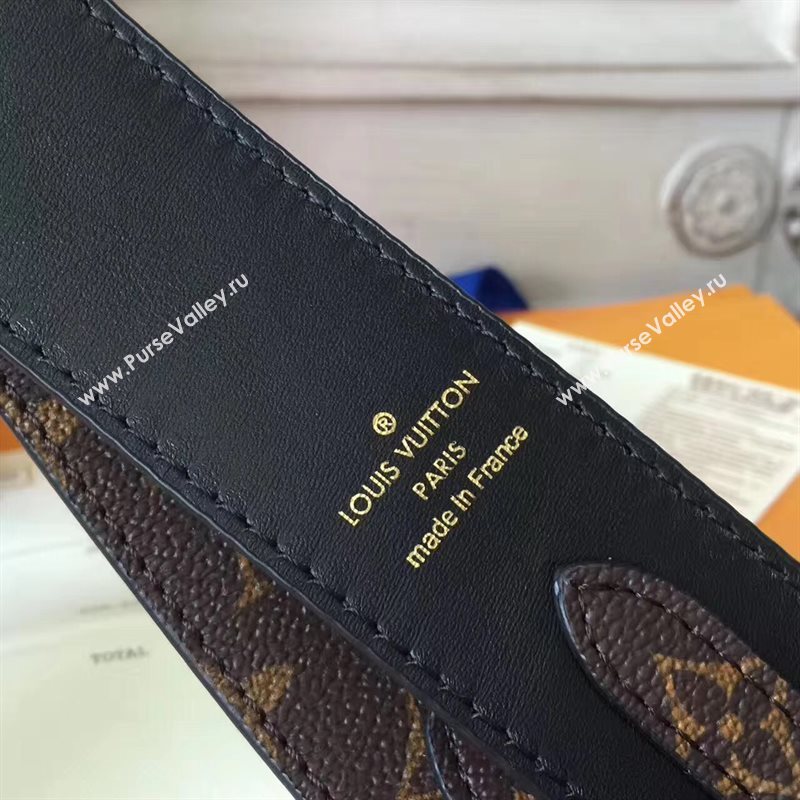 ®
LOUIS VUITTON
PARIS
made in France
www.PurseValley.ru
www.PurseValley.ru
TOTAL